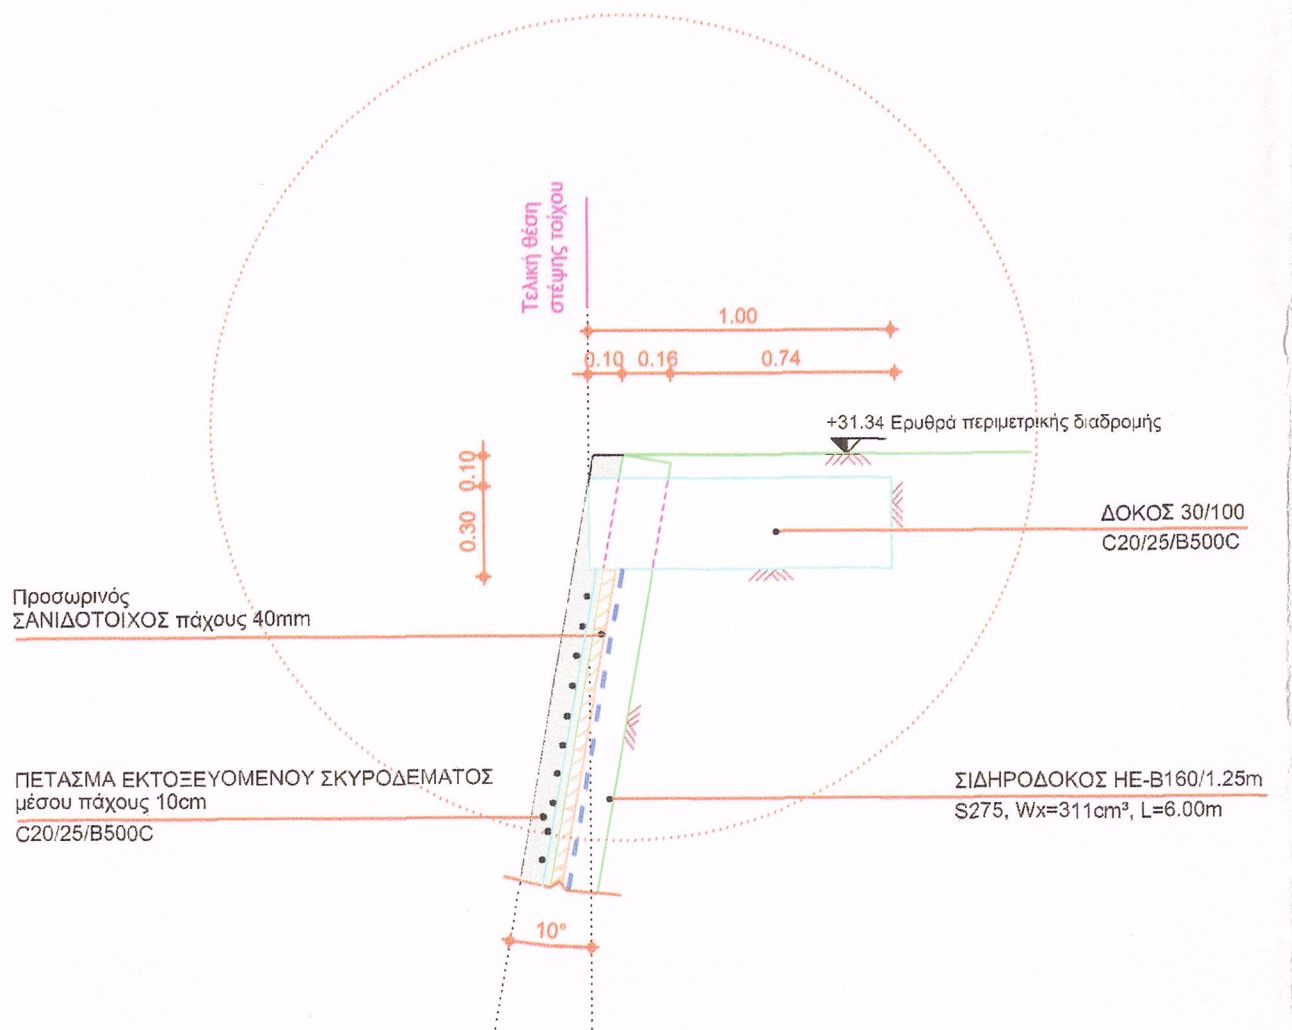 Τελική θέση
στέψης τοίχου
1.00
0.10 0.16 0.74
+31.34 Ερυθρά περιμετρικής διαδρομής
0.10
0.30
ΔΟΚΟΣ 30/100
C20/25/B500C
Προσωρινός
ΣΑΝΙΔΟΤΟΙΧΟΣ πάχους 40mm
ΠΕΤΑΣΜΑ ΕΚΤΟΞΕΥΟΜΕΝΟΥ ΣΚΥΡΟΔΕΜΑΤΟΣ
μέσου πάχους 10cm
C20/25/B500C
ΣΙΔΗΡΟΔΟΚΟΣ HE-B160/1.25m
S275, Wx=311cm³, L=6.00m
10°